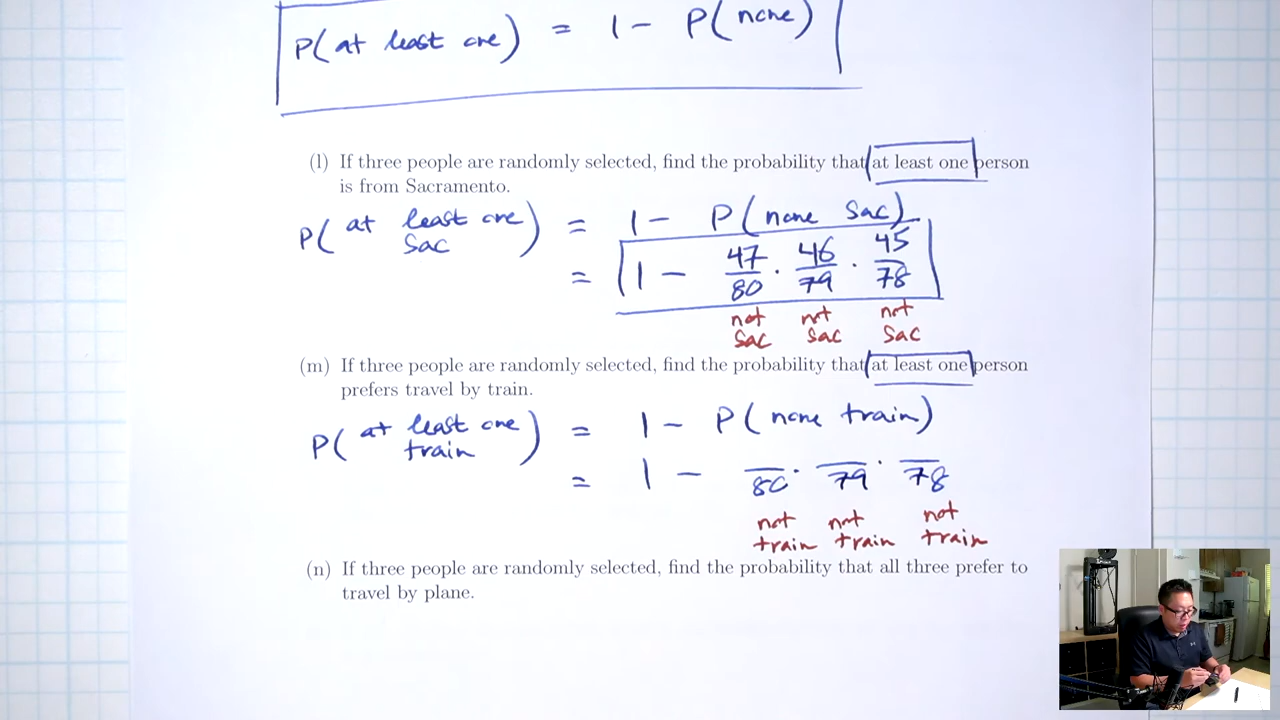 P(at least one) = 1 - P(none)
(l) If three people are randomly selected, find the probability that at least one person
is from Sacramento.
P(at least one Sac) = 1 - P(none Sac)
= 1 - 47/80 · 46/79 · 45/78
not Sac not Sac not Sac
(m) If three people are randomly selected, find the probability that at least one person
prefers travel by train.
P(at least one train) = 1 - P(none train)
= 1 - /80 · /79 · /78
not train not train not train
(n) If three people are randomly selected, find the probability that all three prefer to
travel by plane.